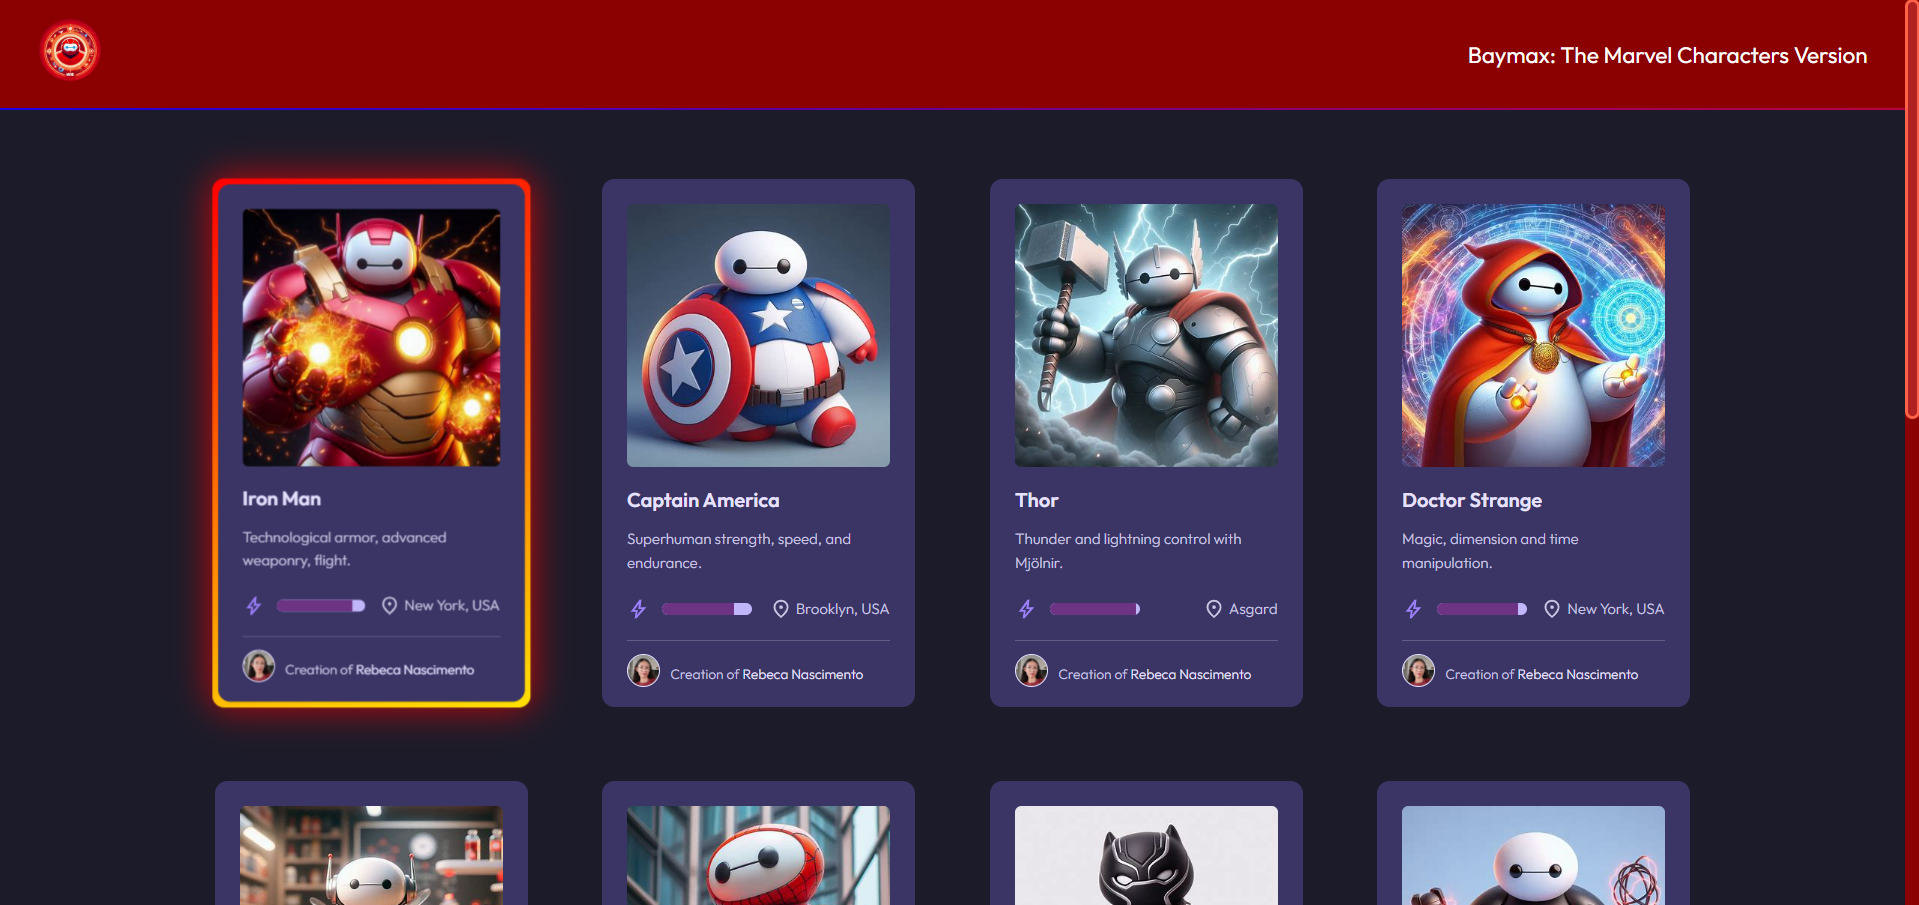 Baymax: The Marvel Characters Version
Iron Man
Technological armor, advanced
weaponry, flight.
New York, USA
Creation of Rebeca Nascimento
Captain America
Superhuman strength, speed, and
endurance.
Brooklyn, USA
Creation of Rebeca Nascimento
Thor
Thunder and lightning control with
Mjölnir.
Asgard
Creation of Rebeca Nascimento
Doctor Strange
Magic, dimension and time
manipulation.
New York, USA
Creation of Rebeca Nascimento